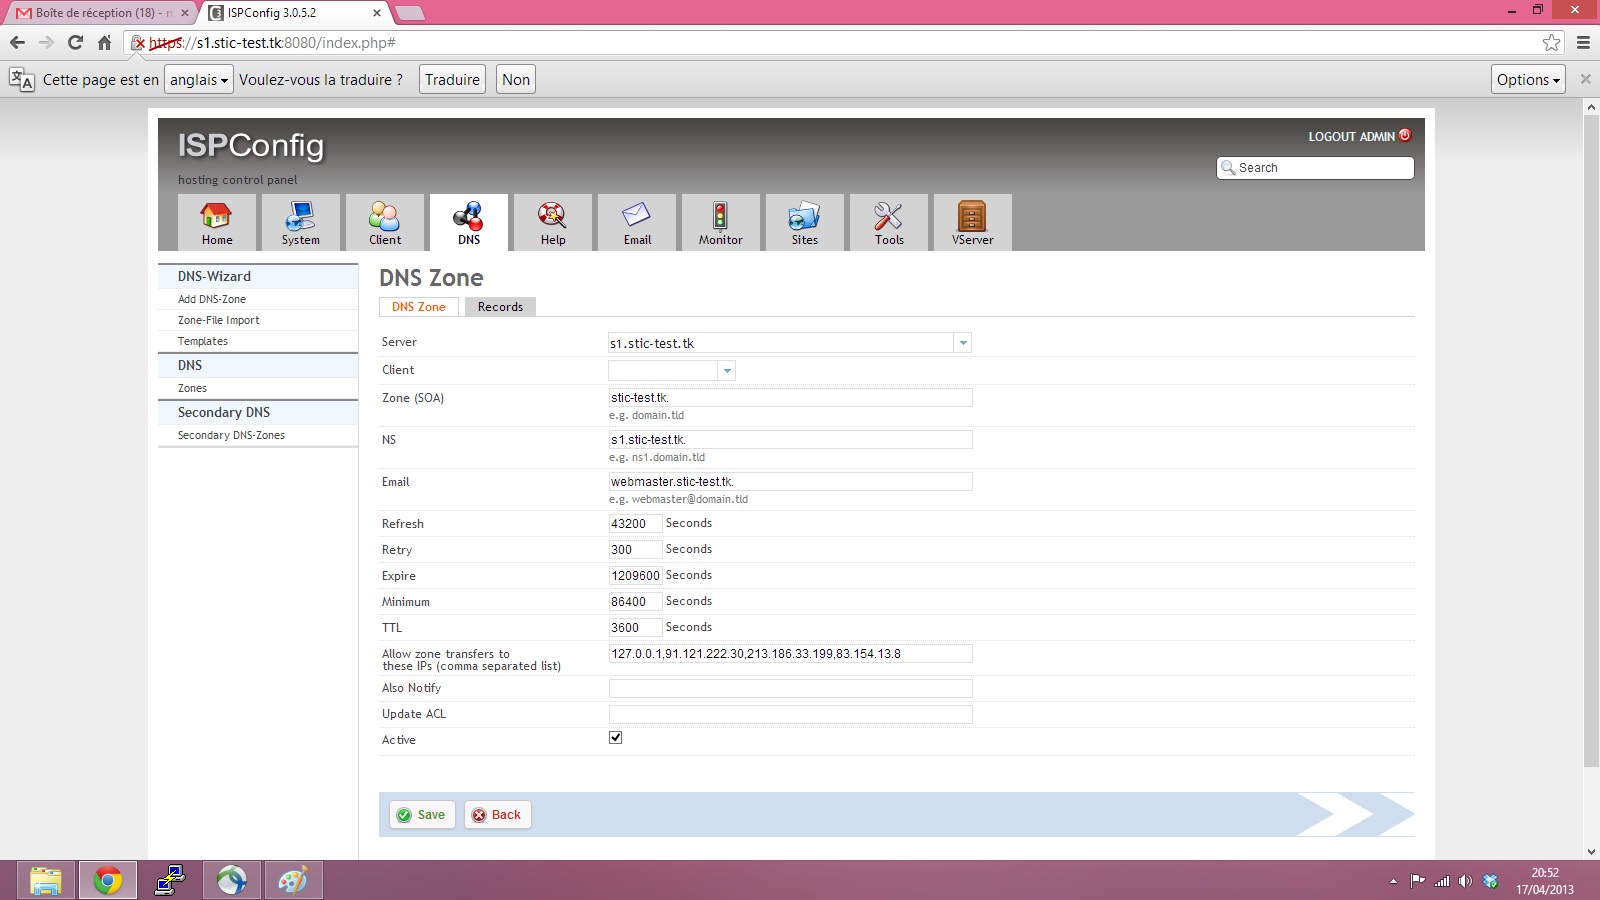 Boîte de réception (18) - n
ISPConfig 3.0.5.2
https://s1.stic-test.tk:8080/index.php#
Cette page est en anglais Voulez-vous la traduire ? Traduire Non Options
ISPConfig
hosting control panel
LOGOUT ADMIN
Search
Home System Client DNS Help Email Monitor Sites Tools VServer
DNS-Wizard
Add DNS-Zone
Zone-File Import
Templates
DNS
Zones
Secondary DNS
Secondary DNS-Zones
DNS Zone
DNS Zone Records
Server s1.stic-test.tk
Client
Zone (SOA) stic-test.tk.
e.g. domain.tld
NS s1.stic-test.tk.
e.g. ns1.domain.tld
Email webmaster.stic-test.tk.
e.g. webmaster@domain.tld
Refresh 43200 Seconds
Retry 300 Seconds
Expire 1209600 Seconds
Minimum 86400 Seconds
TTL 3600 Seconds
Allow zone transfers to
these IPs (comma separated list) 127.0.0.1,91.121.222.30,213.186.33.199,83.154.13.8
Also Notify
Update ACL
Active
Save Back
20:52
17/04/2013